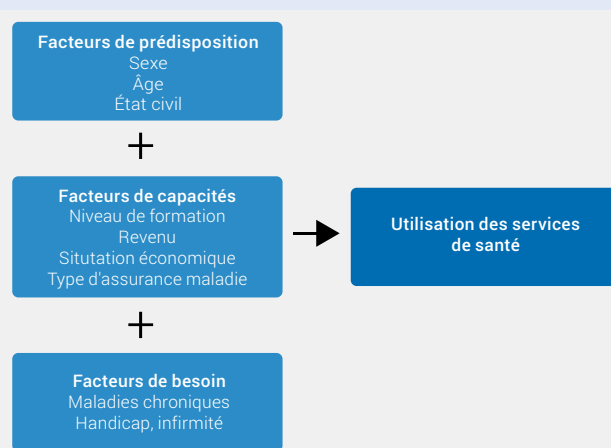 Facteurs de prédisposition
Sexe
Âge
État civil
+
Facteurs de capacités
Niveau de formation
Revenu
Situtation économique
Type d'assurance maladie
Utilisation des services
de santé
+
Facteurs de besoin
Maladies chroniques
Handicap, infirmité